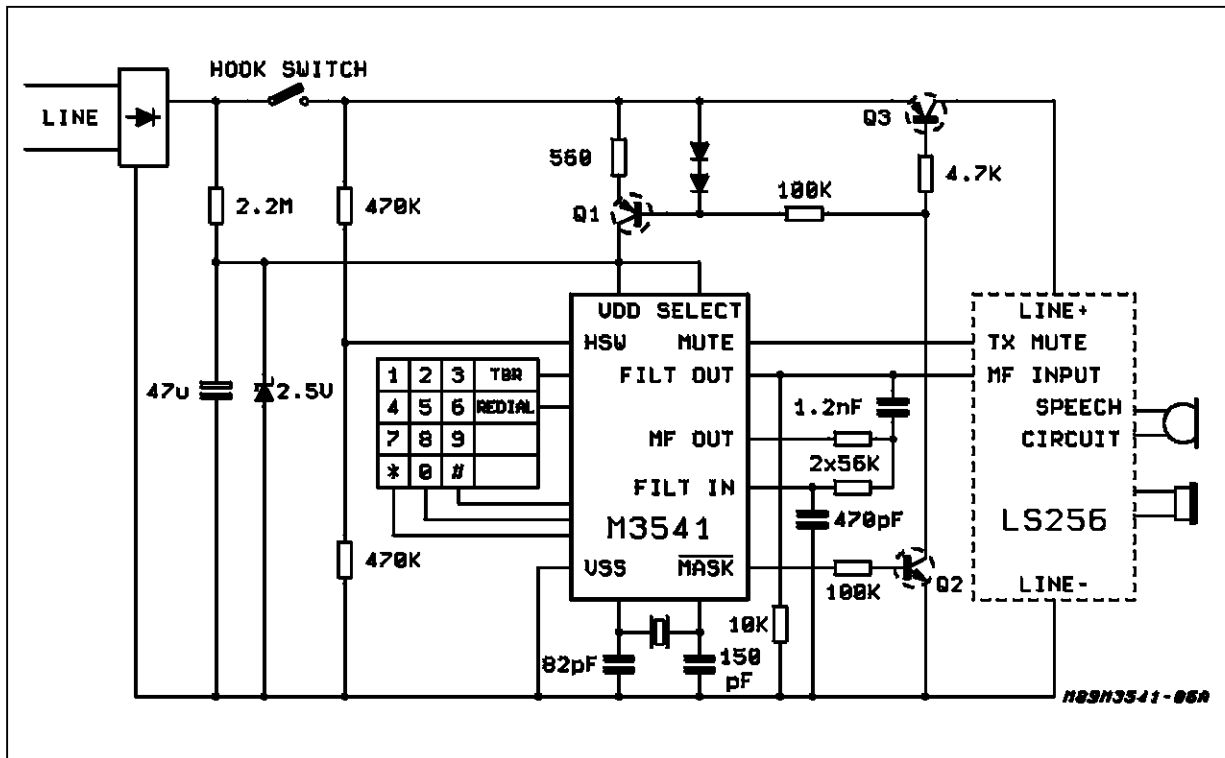 HOOK SWITCH
LINE
Q3
560
4.7K
100K
2.2M
470K
Q1
VDD SELECT
LINE+
HSW
MUTE
TX MUTE
1 2 3 TBR
FILT OUT
MF INPUT
47u
2.5V
4 5 6 REDIAL
1.2nF
SPEECH
7 8 9
MF OUT
CIRCUIT
* 0 #
2x56K
FILT IN
470pF
LS256
M3541
470K
VSS
MASK
100K
Q2
LINE-
10K
82pF
150
pF
M89M3541-06A